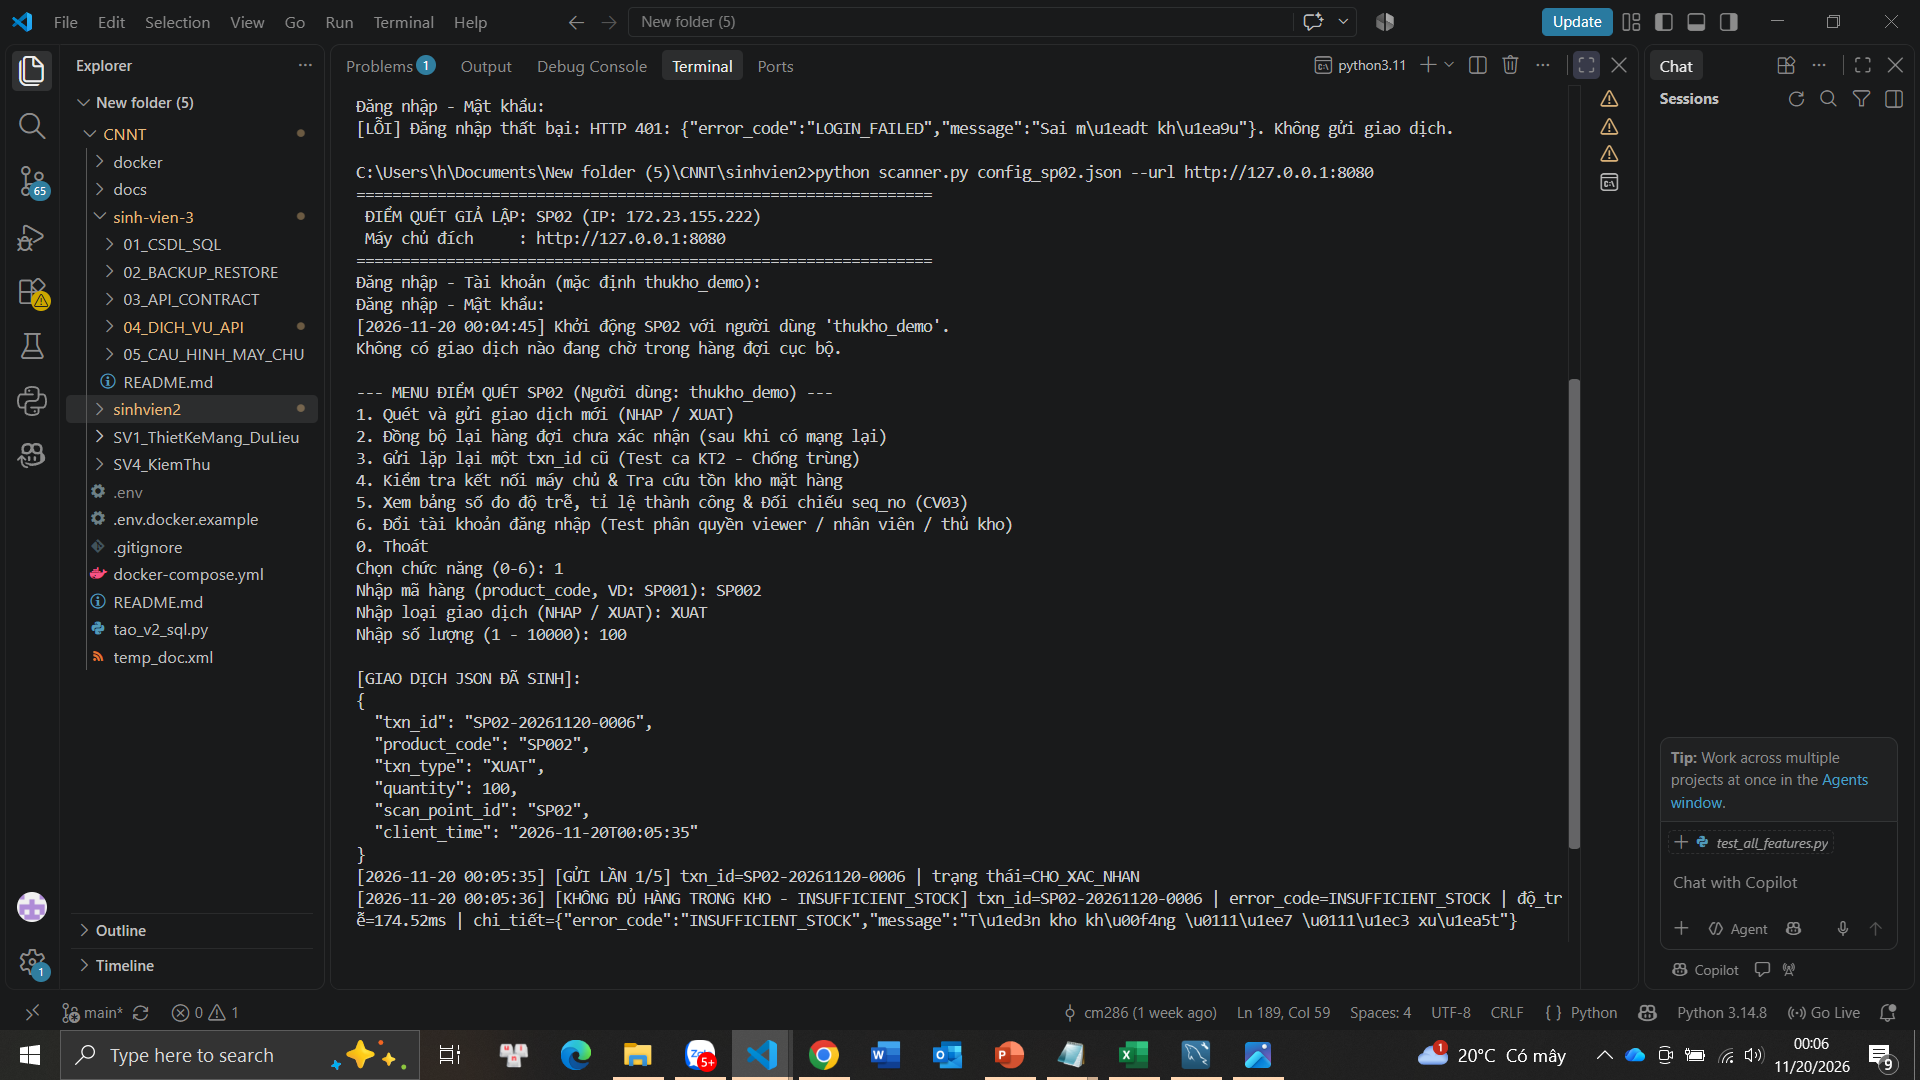 File Edit Selection View Go Run Terminal Help
New folder (5)
Update
Explorer
New folder (5)
CNNT
docker
docs
sinh-vien-3
01_CSDL_SQL
02_BACKUP_RESTORE
03_API_CONTRACT
04_DICH_VU_API
05_CAU_HINH_MAY_CHU
README.md
sinhvien2
SV1_ThietKeMang_DuLieu
SV4_KiemThu
.env
.env.docker.example
.gitignore
docker-compose.yml
README.md
tao_v2_sql.py
temp_doc.xml
Outline
Timeline
65
1
Problems 1 Output Debug Console Terminal Ports
python3.11
Đăng nhập - Mật khẩu:
[LỖI] Đăng nhập thất bại: HTTP 401: {"error_code":"LOGIN_FAILED","message":"Sai m\u1eadt kh\u1ea9u"}. Không gửi giao dịch.
C:\Users\h\Documents\New folder (5)\CNNT\sinhvien2>python scanner.py config_sp02.json --url http://127.0.0.1:8080
================================================================
ĐIỂM QUÉT GIẢ LẬP: SP02 (IP: 172.23.155.222)
Máy chủ đích : http://127.0.0.1:8080
================================================================
Đăng nhập - Tài khoản (mặc định thukho_demo):
Đăng nhập - Mật khẩu:
[2026-11-20 00:04:45] Khởi động SP02 với người dùng 'thukho_demo'.
Không có giao dịch nào đang chờ trong hàng đợi cục bộ.
--- MENU ĐIỂM QUÉT SP02 (Người dùng: thukho_demo) ---
1. Quét và gửi giao dịch mới (NHAP / XUAT)
2. Đồng bộ lại hàng đợi chưa xác nhận (sau khi có mạng lại)
3. Gửi lặp lại một txn_id cũ (Test ca KT2 - Chống trùng)
4. Kiểm tra kết nối máy chủ & Tra cứu tồn kho mặt hàng
5. Xem bảng số đo độ trễ, tỉ lệ thành công & Đối chiếu seq_no (CV03)
6. Đổi tài khoản đăng nhập (Test phân quyền viewer / nhân viên / thủ kho)
0. Thoát
Chọn chức năng (0-6): 1
Nhập mã hàng (product_code, VD: SP001): SP002
Nhập loại giao dịch (NHAP / XUAT): XUAT
Nhập số lượng (1 - 10000): 100
[GIAO DỊCH JSON ĐÃ SINH]:
{
"txn_id": "SP02-20261120-0006",
"product_code": "SP002",
"txn_type": "XUAT",
"quantity": 100,
"scan_point_id": "SP02",
"client_time": "2026-11-20T00:05:35"
}
[2026-11-20 00:05:35] [GỬI LẦN 1/5] txn_id=SP02-20261120-0006 | trạng thái=CHO_XAC_NHAN
[2026-11-20 00:05:36] [KHÔNG ĐỦ HÀNG TRONG KHO - INSUFFICIENT_STOCK] txn_id=SP02-20261120-0006 | error_code=INSUFFICIENT_STOCK | độ_tr
ễ=174.52ms | chi_tiết={"error_code":"INSUFFICIENT_STOCK","message":"T\u1ed3n kho kh\u00f4ng \u0111\u1ee7 \u0111\u1ec3 xu\u1ea5t"}
Chat
Sessions
Tip: Work across multiple
projects at once in the Agents
window.
test_all_features.py
Chat with Copilot
Agent
Copilot
main* 0 1
cm286 (1 week ago) Ln 189, Col 59 Spaces: 4 UTF-8 CRLF { } Python Python 3.14.8 Go Live
Type here to search
Zalo 5+
1 20°C Có mây
00:06
11/20/2026
9